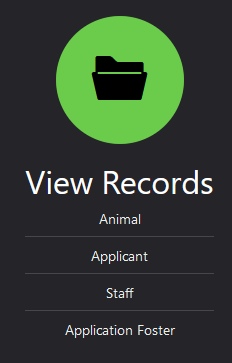 View Records
Animal
Applicant
Staff
Application Foster